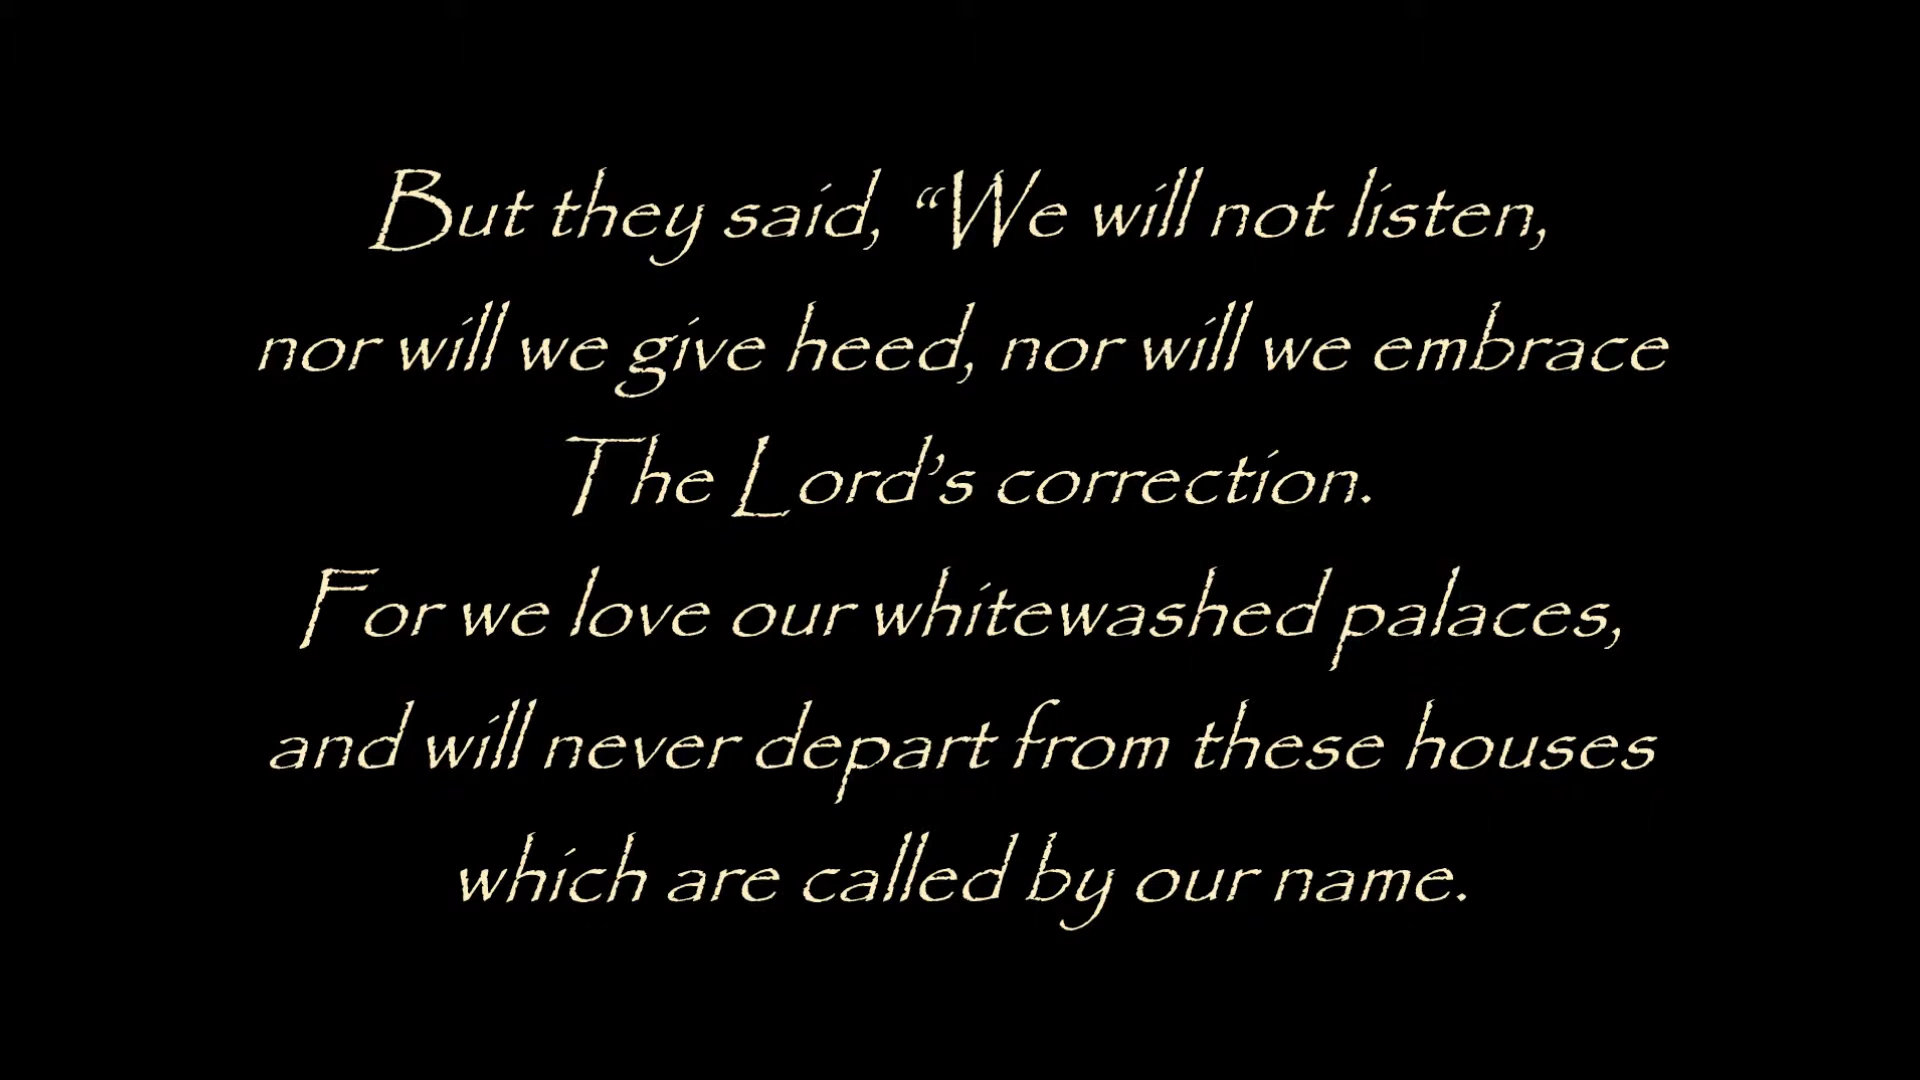 But they said, “We will not listen,
nor will we give heed, nor will we embrace
The Lord’s correction.
For we love our whitewashed palaces,
and will never depart from these houses
which are called by our name.